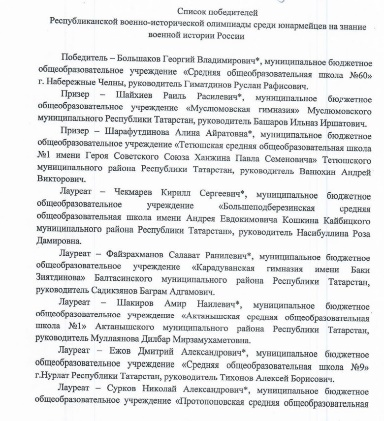 Список победителей
Республиканской военно-исторической олимпиады среди юнармейцев на знание
военной истории России
Победитель – Большаков Георгий Владимирович*, муниципальное бюджетное
общеобразовательное учреждение «Средняя общеобразовательная школа №60»
г. Набережные Челны, руководитель Гиматдинов Руслан Рафисович.
Призер – Шайхиев Раиль Расилевич*, муниципальное бюджетное
общеобразовательное учреждение «Муслюмовская гимназия» Муслюмовского
муниципального района Республики Татарстан, руководитель Башаров Ильназ Иршатович.
Призер – Шарафутдинова Алина Айратовна*, муниципальное бюджетное
общеобразовательное учреждение «Тетюшская средняя общеобразовательная школа
№1 имени Героя Советского Союза Ханжина Павла Семеновича» Тетюшского
муниципального района Республики Татарстан, руководитель Ванюхин Андрей
Викторович.
Лауреат – Чекмарев Кирилл Сергеевич*, муниципальное бюджетное
общеобразовательное учреждение «Большеподберезинская средняя
общеобразовательная школа имени Андрея Евдокимовича Кошкина Кайбицкого
муниципального района Республики Татарстан», руководитель Насибуллина Роза
Дамировна.
Лауреат – Файзрахманов Салават Ранилевич*, муниципальное бюджетное
общеобразовательное учреждение «Карадуванская гимназия имени Баки
Зиятдинова» Балтасинского муниципального района Республики Татарстан,
руководитель Садикзянов Баграм Адгамович.
Лауреат – Шакиров Амир Наилевич*, муниципальное бюджетное
общеобразовательное учреждение «Актанышская средняя общеобразовательная
школа №1» Актанышского муниципального района Республики Татарстан,
руководитель Муллаянова Дилбар Мирзамухаметовна.
Лауреат – Ежов Дмитрий Александрович*, муниципальное бюджетное
общеобразовательное учреждение «Средняя общеобразовательная школа №9»
г.Нурлат Республики Татарстан, руководитель Тихонов Алексей Борисович.
Лауреат – Сурков Николай Александрович*, муниципальное бюджетное
общеобразовательное учреждение «Протопоповская средняя общеобразовательная